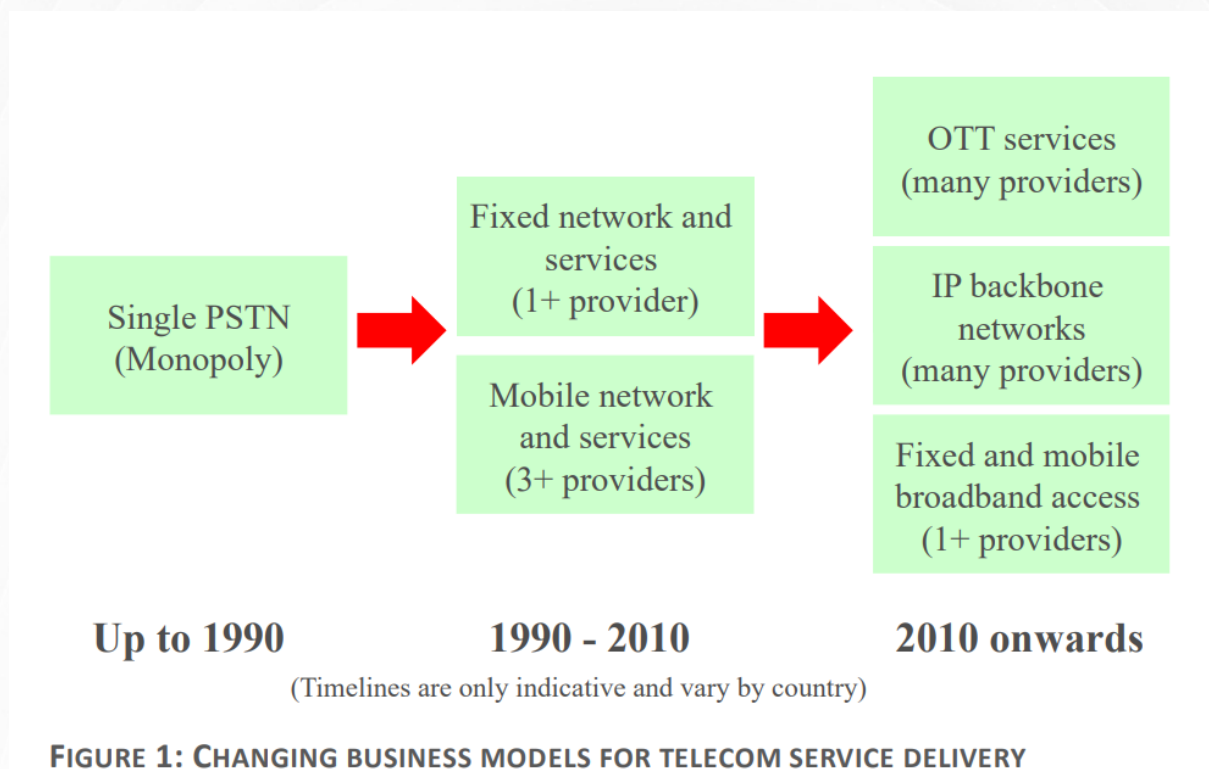 Single PSTN
(Monopoly)
Fixed network and
services
(1+ provider)
Mobile network
and services
(3+ providers)
OTT services
(many providers)
IP backbone
networks
(many providers)
Fixed and mobile
broadband access
(1+ providers)
Up to 1990
1990 - 2010
2010 onwards
(Timelines are only indicative and vary by country)
FIGURE 1: CHANGING BUSINESS MODELS FOR TELECOM SERVICE DELIVERY